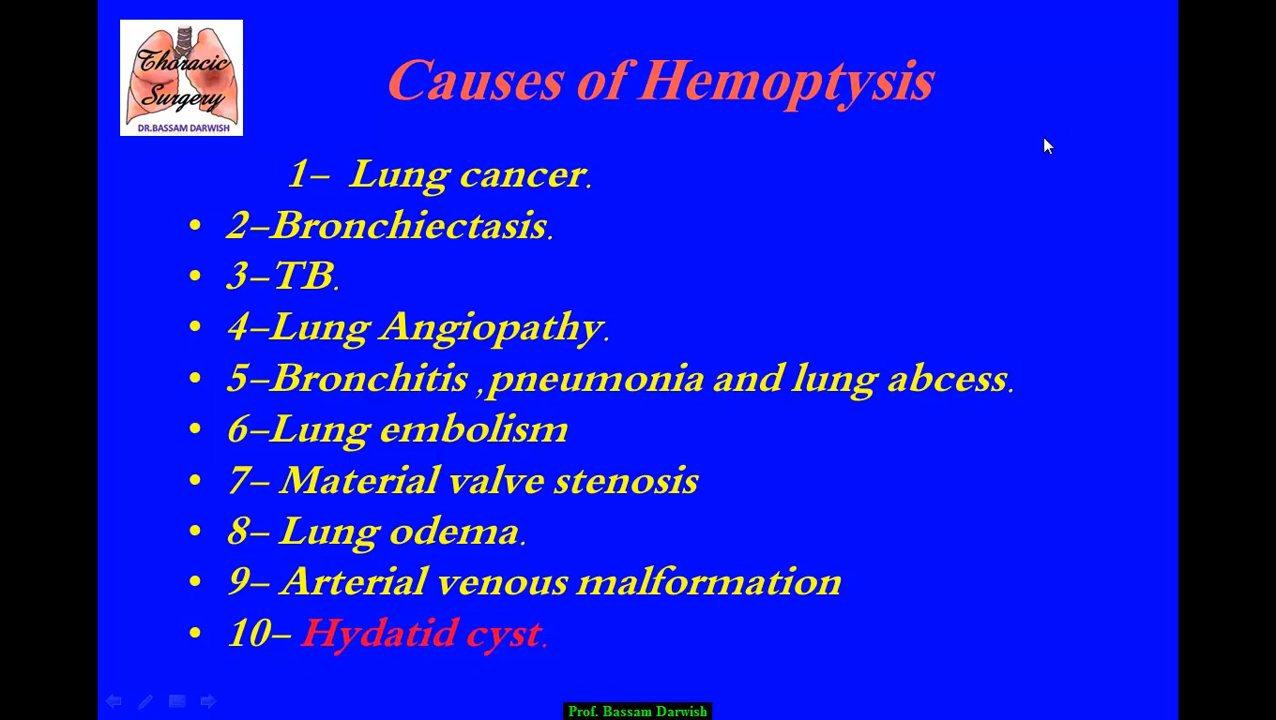 Thoracic
Surgery
DR.BASSAM DARWISH
Causes of Hemoptysis
1– Lung cancer.
• 2–Bronchiectasis.
• 3–TB.
• 4–Lung Angiopathy.
• 5–Bronchitis ,pneumonia and lung abcess.
• 6–Lung embolism
• 7– Material valve stenosis
• 8– Lung odema.
• 9– Arterial venous malformation
• 10– Hydatid cyst.
Prof. Bassam Darwish